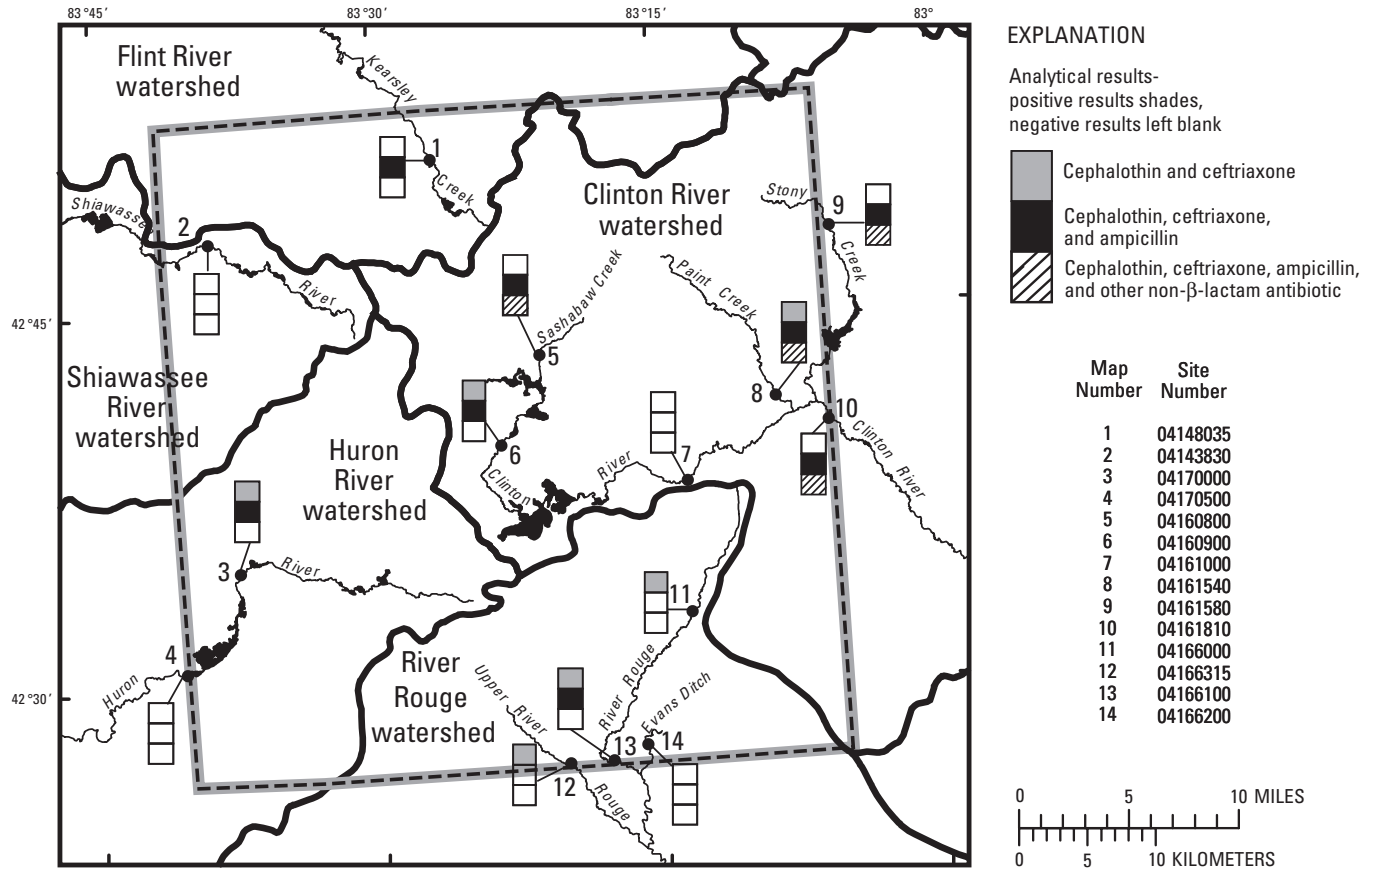 83°45′ 83°30′ 83°15′ 83°
Flint River
watershed
Kearsley
Creek
1
Shiawassee
River
2
Clinton River
watershed
Stony
Creek
9
Sashabaw Creek
5
Paint Creek
8
42°45′
Shiawassee
River
watershed
Huron
River
watershed
6
Clinton
River
7
10
Clinton River
3
River
4
Huron
42°30′
River
Rouge
watershed
11
River Rouge
Evans Ditch
Upper River
Rouge
12
13
14
EXPLANATION
Analytical results-
positive results shades,
negative results left blank
Cephalothin and ceftriaxone
Cephalothin, ceftriaxone,
and ampicillin
Cephalothin, ceftriaxone, ampicillin,
and other non-β-lactam antibiotic
Map Site
Number Number
1 04148035
2 04143830
3 04170000
4 04170500
5 04160800
6 04160900
7 04161000
8 04161540
9 04161580
10 04161810
11 04166000
12 04166315
13 04166100
14 04166200
0 5 10 MILES
0 5 10 KILOMETERS